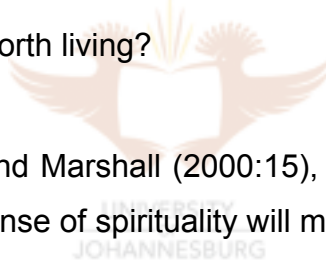 orth living?
nd Marshall (2000:15),
UNIVERSITY
nse of spirituality will m
JOHANNESBURG